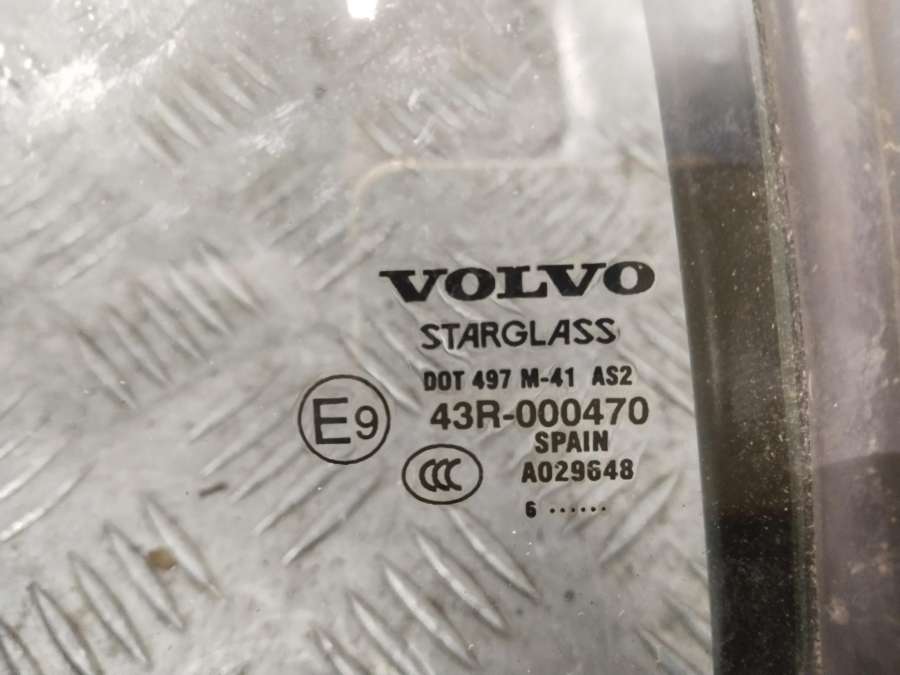 VOLVO
STARGLASS
DOT 497 M-41 AS2
E9 43R-000470
SPAIN
CCC A029648
6 ······